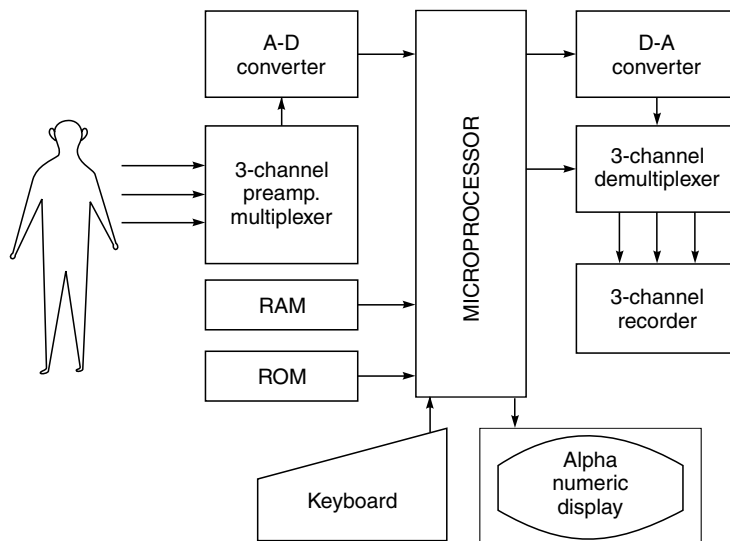 A-D
converter
D-A
converter
MICROPROCESSOR
3-channel
preamp.
multiplexer
3-channel
demultiplexer
RAM
3-channel
recorder
ROM
Keyboard
Alpha
numeric
display